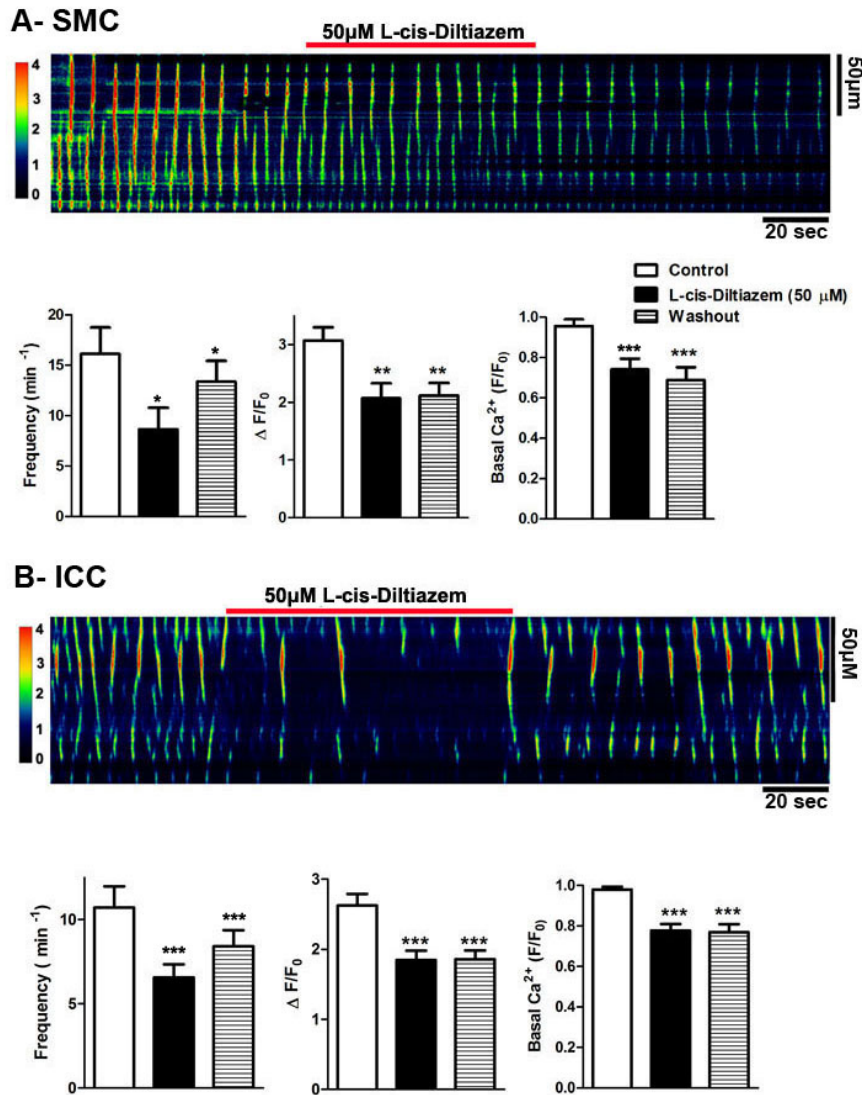 A- SMC
50µM L-cis-Diltiazem
4
3
2
1
0
50µm
20 sec
Control
L-cis-Diltiazem (50 µM)
Washout
Frequency (min ⁻¹)
20
15
10
5
0
*
*
Δ F/F₀
3
2
1
0
**
**
Basal Ca²⁺ (F/F₀)
1.0
0.8
0.6
0.4
0.2
0.0
***
***
B- ICC
50µM L-cis-Diltiazem
4
3
2
1
0
50µM
20 sec
Frequency ( min ⁻¹)
10
5
0
***
***
Δ F/F₀
3
2
1
0
***
***
Basal Ca²⁺ (F/F₀)
1.0
0.8
0.6
0.4
0.2
0.0
***
***